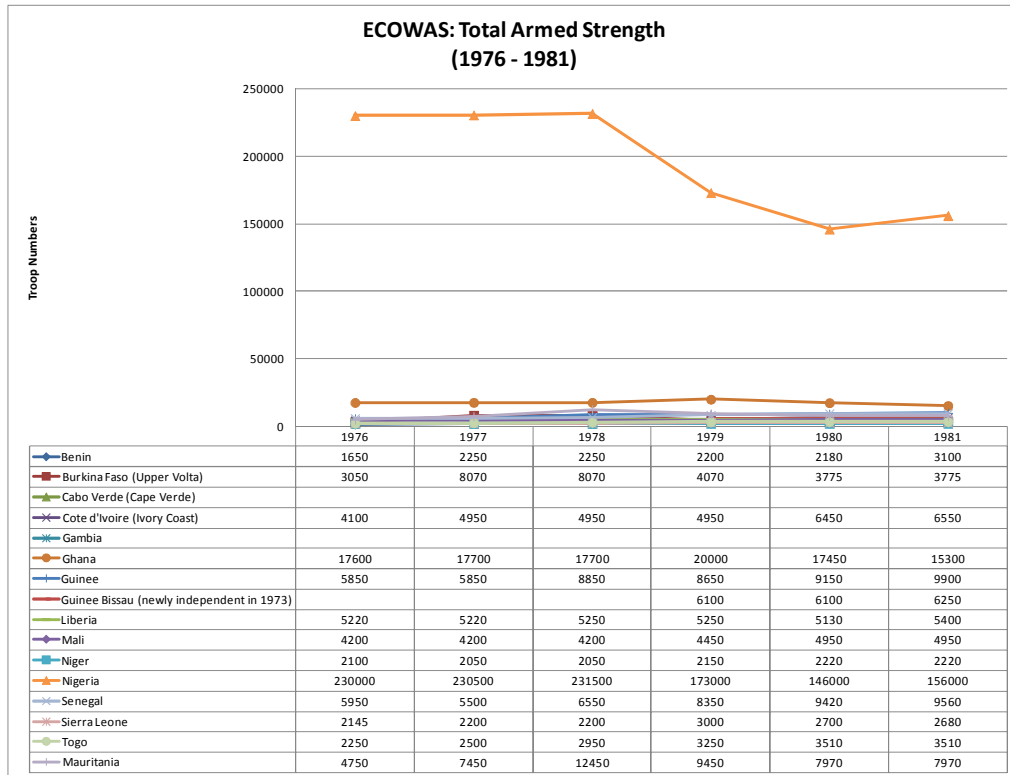 ECOWAS: Total Armed Strength
(1976 - 1981)
Troop Numbers
250000
200000
150000
100000
50000
0
1976 1977 1978 1979 1980 1981
Benin 1650 2250 2250 2200 2180 3100
Burkina Faso (Upper Volta) 3050 8070 8070 4070 3775 3775
Cabo Verde (Cape Verde)
Cote d'Ivoire (Ivory Coast) 4100 4950 4950 4950 6450 6550
Gambia
Ghana 17600 17700 17700 20000 17450 15300
Guinee 5850 5850 8850 8650 9150 9900
Guinee Bissau (newly independent in 1973) 6100 6100 6250
Liberia 5220 5220 5250 5250 5130 5400
Mali 4200 4200 4200 4450 4950 4950
Niger 2100 2050 2050 2150 2220 2220
Nigeria 230000 230500 231500 173000 146000 156000
Senegal 5950 5500 6550 8350 9420 9560
Sierra Leone 2145 2200 2200 3000 2700 2680
Togo 2250 2500 2950 3250 3510 3510
Mauritania 4750 7450 12450 9450 7970 7970